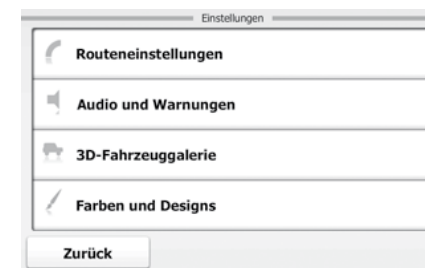 Einstellungen
Routeneinstellungen
Audio und Warnungen
3D-Fahrzeuggalerie
Farben und Designs
Zurück